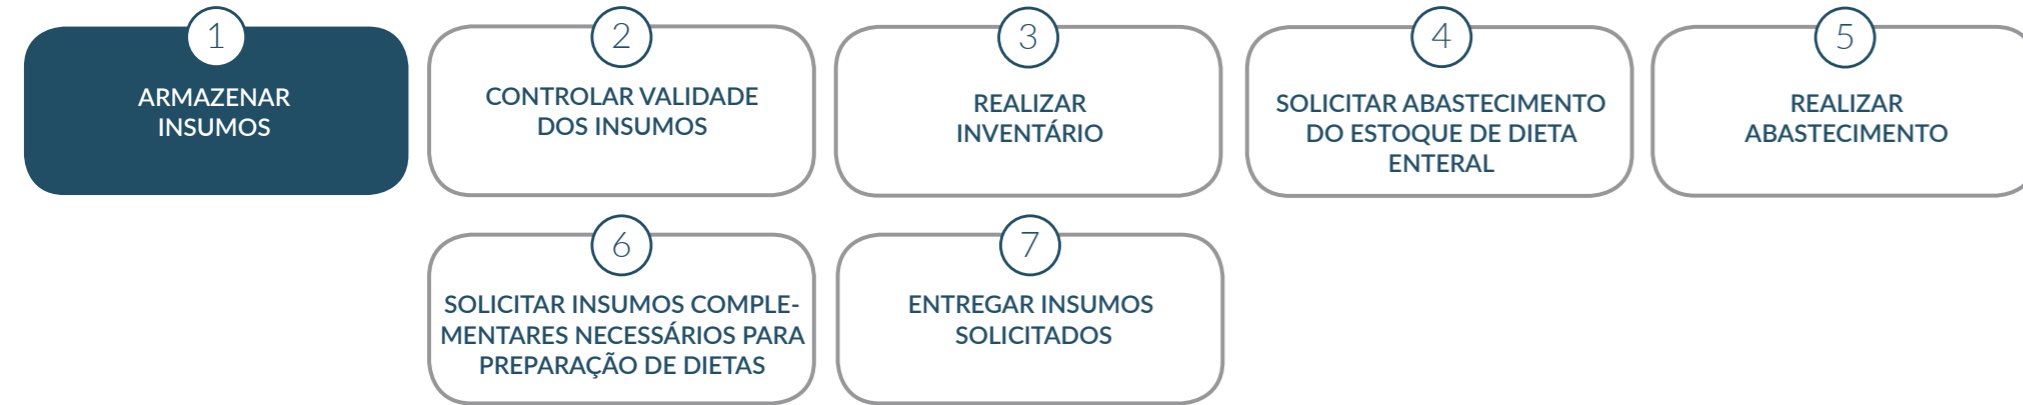 1
ARMAZENAR
INSUMOS
2
CONTROLAR VALIDADE
DOS INSUMOS
3
REALIZAR
INVENTÁRIO
4
SOLICITAR ABASTECIMENTO
DO ESTOQUE DE DIETA
ENTERAL
5
REALIZAR
ABASTECIMENTO
6
SOLICITAR INSUMOS COMPLE-
MENTARES NECESSÁRIOS PARA
PREPARAÇÃO DE DIETAS
7
ENTREGAR INSUMOS
SOLICITADOS